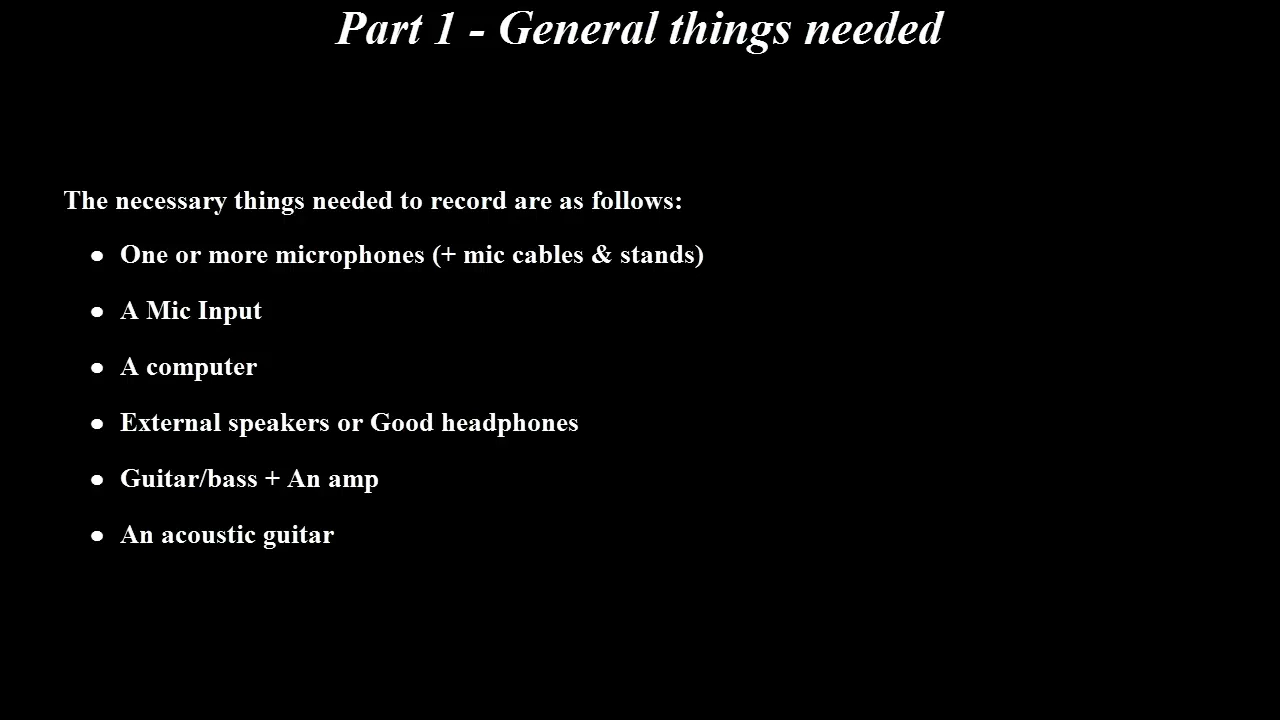 Part 1 - General things needed
The necessary things needed to record are as follows:
● One or more microphones (+ mic cables & stands)
● A Mic Input
● A computer
● External speakers or Good headphones
● Guitar/bass + An amp
● An acoustic guitar